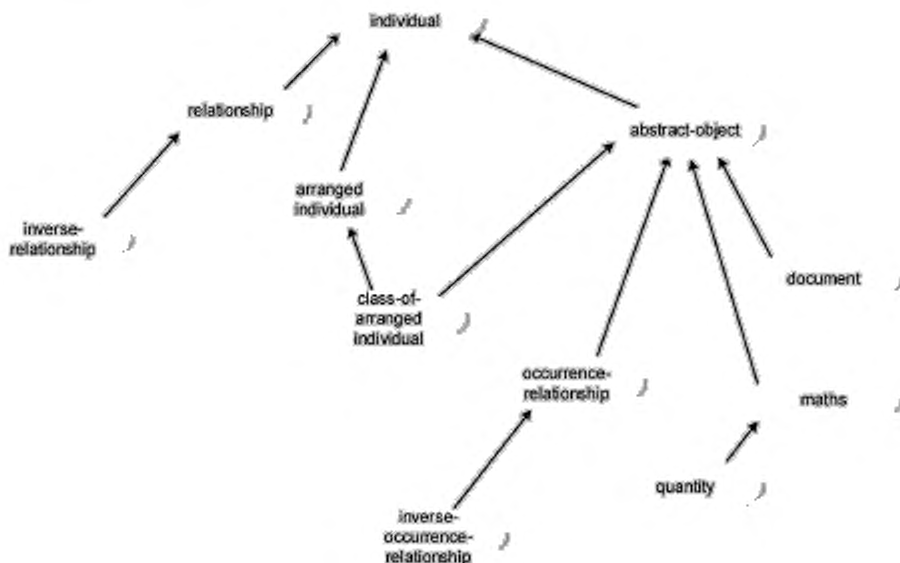 individual
relationship
abstract-object
arranged
individual
inverse-
relationship
document
class-of-
arranged
individual
occurrence-
relationship
maths
quantity
inverse-
occurrence-
relationship